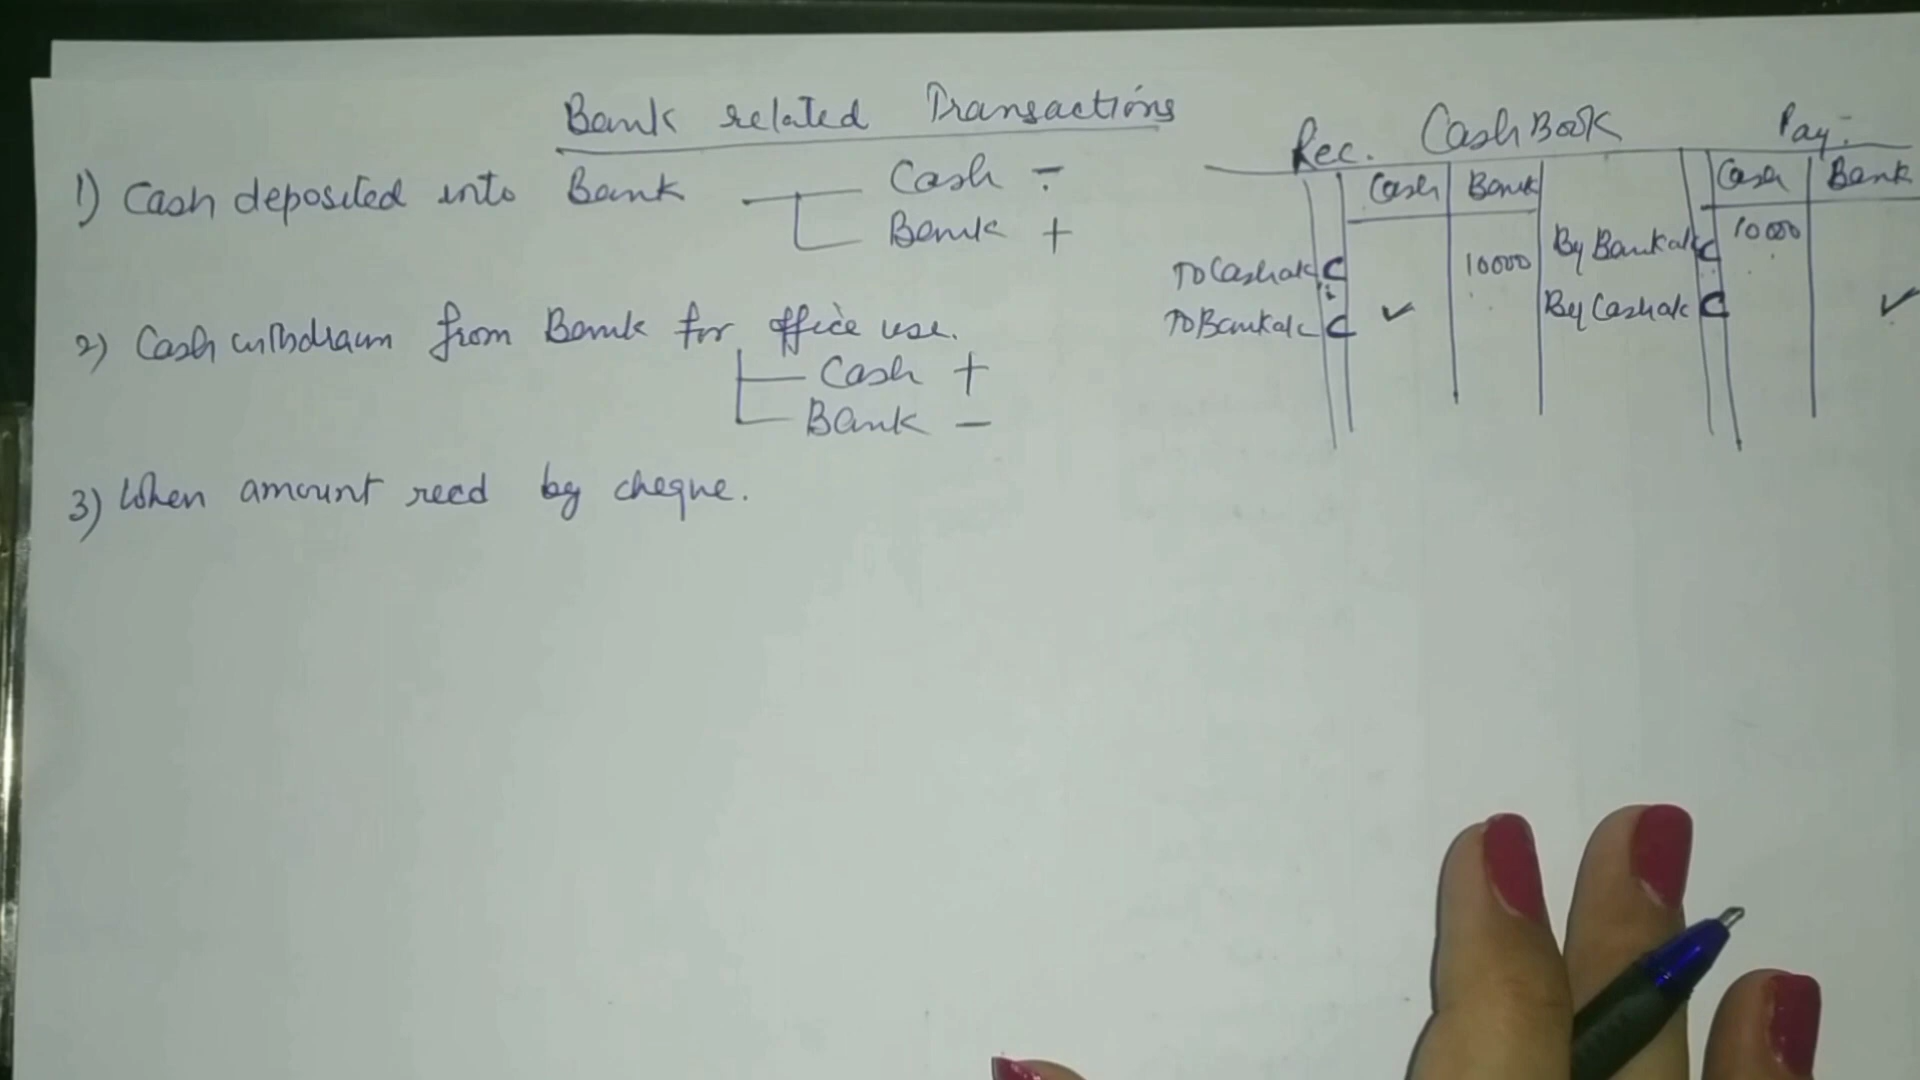 Bank related Transactions
1) Cash deposited into Bank
Cash -
Bank +
2) Cash withdrawn from Bank for office use.
Cash +
Bank -
3) When amount recd by cheque.
Rec. Cash Book Pay.
Cash Bank Cash Bank
By Bank a/c C 10000
To Cash a/c C 10000
To Bank a/c C ✓ By Cash a/c C ✓